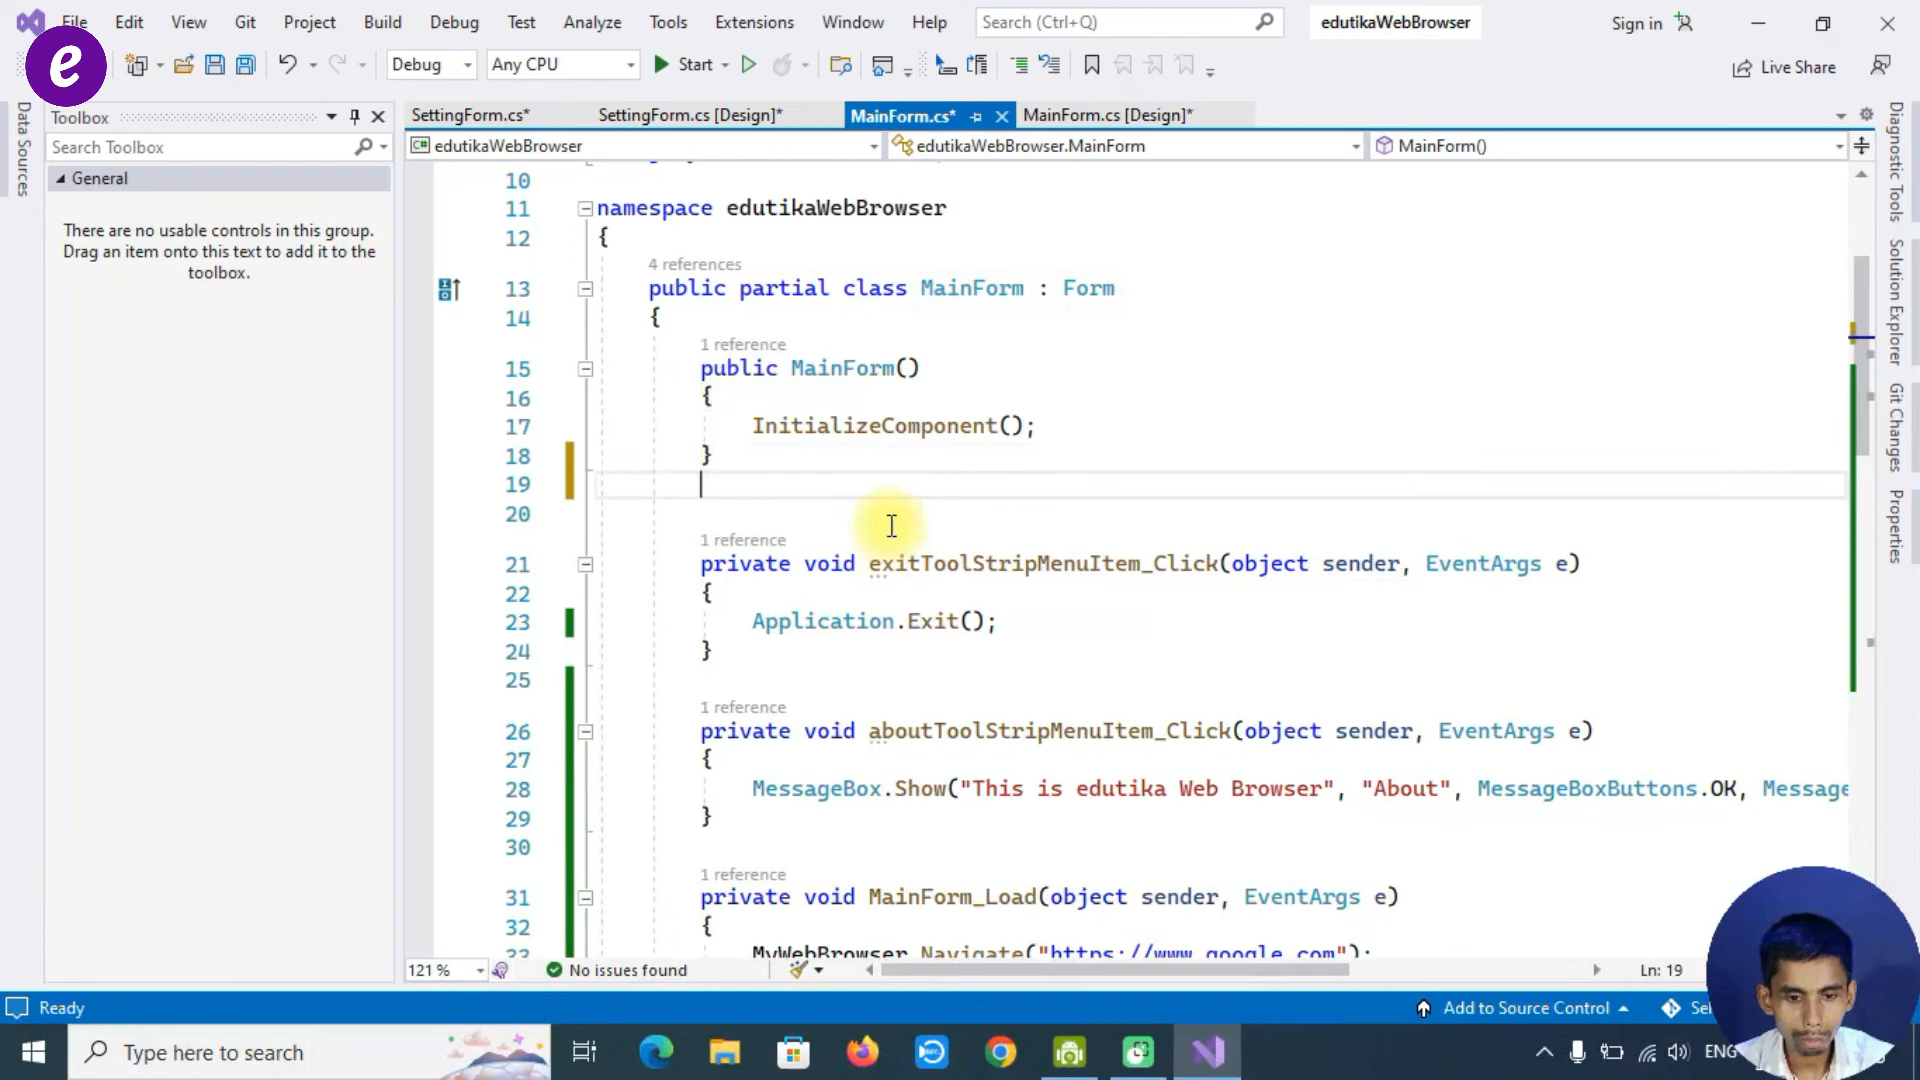 File Edit View Git Project Build Debug Test Analyze Tools Extensions Window Help Search (Ctrl+Q) edutikaWebBrowser Sign in
e Debug Any CPU Start Live Share
Toolbox SettingForm.cs* SettingForm.cs [Design]* MainForm.cs* MainForm.cs [Design]*
Search Toolbox edutikaWebBrowser edutikaWebBrowser.MainForm MainForm()
General
There are no usable controls in this group.
Drag an item onto this text to add it to the
toolbox.
Data Sources
10
11 namespace edutikaWebBrowser
12 {
4 references
13 public partial class MainForm : Form
14 {
1 reference
15 public MainForm()
16 {
17 InitializeComponent();
18 }
19
20
1 reference
21 private void exitToolStripMenuItem_Click(object sender, EventArgs e)
22 {
23 Application.Exit();
24 }
25
1 reference
26 private void aboutToolStripMenuItem_Click(object sender, EventArgs e)
27 {
28 MessageBox.Show("This is edutika Web Browser", "About", MessageBoxButtons.OK, Message
29 }
30
1 reference
31 private void MainForm_Load(object sender, EventArgs e)
32 {
MyWebBrowser.Navigate("https://www.google.com");
Diagnostic Tools
Solution Explorer
Git Changes
Properties
121 % No issues found Ln: 19
Ready Add to Source Control
Type here to search ENG